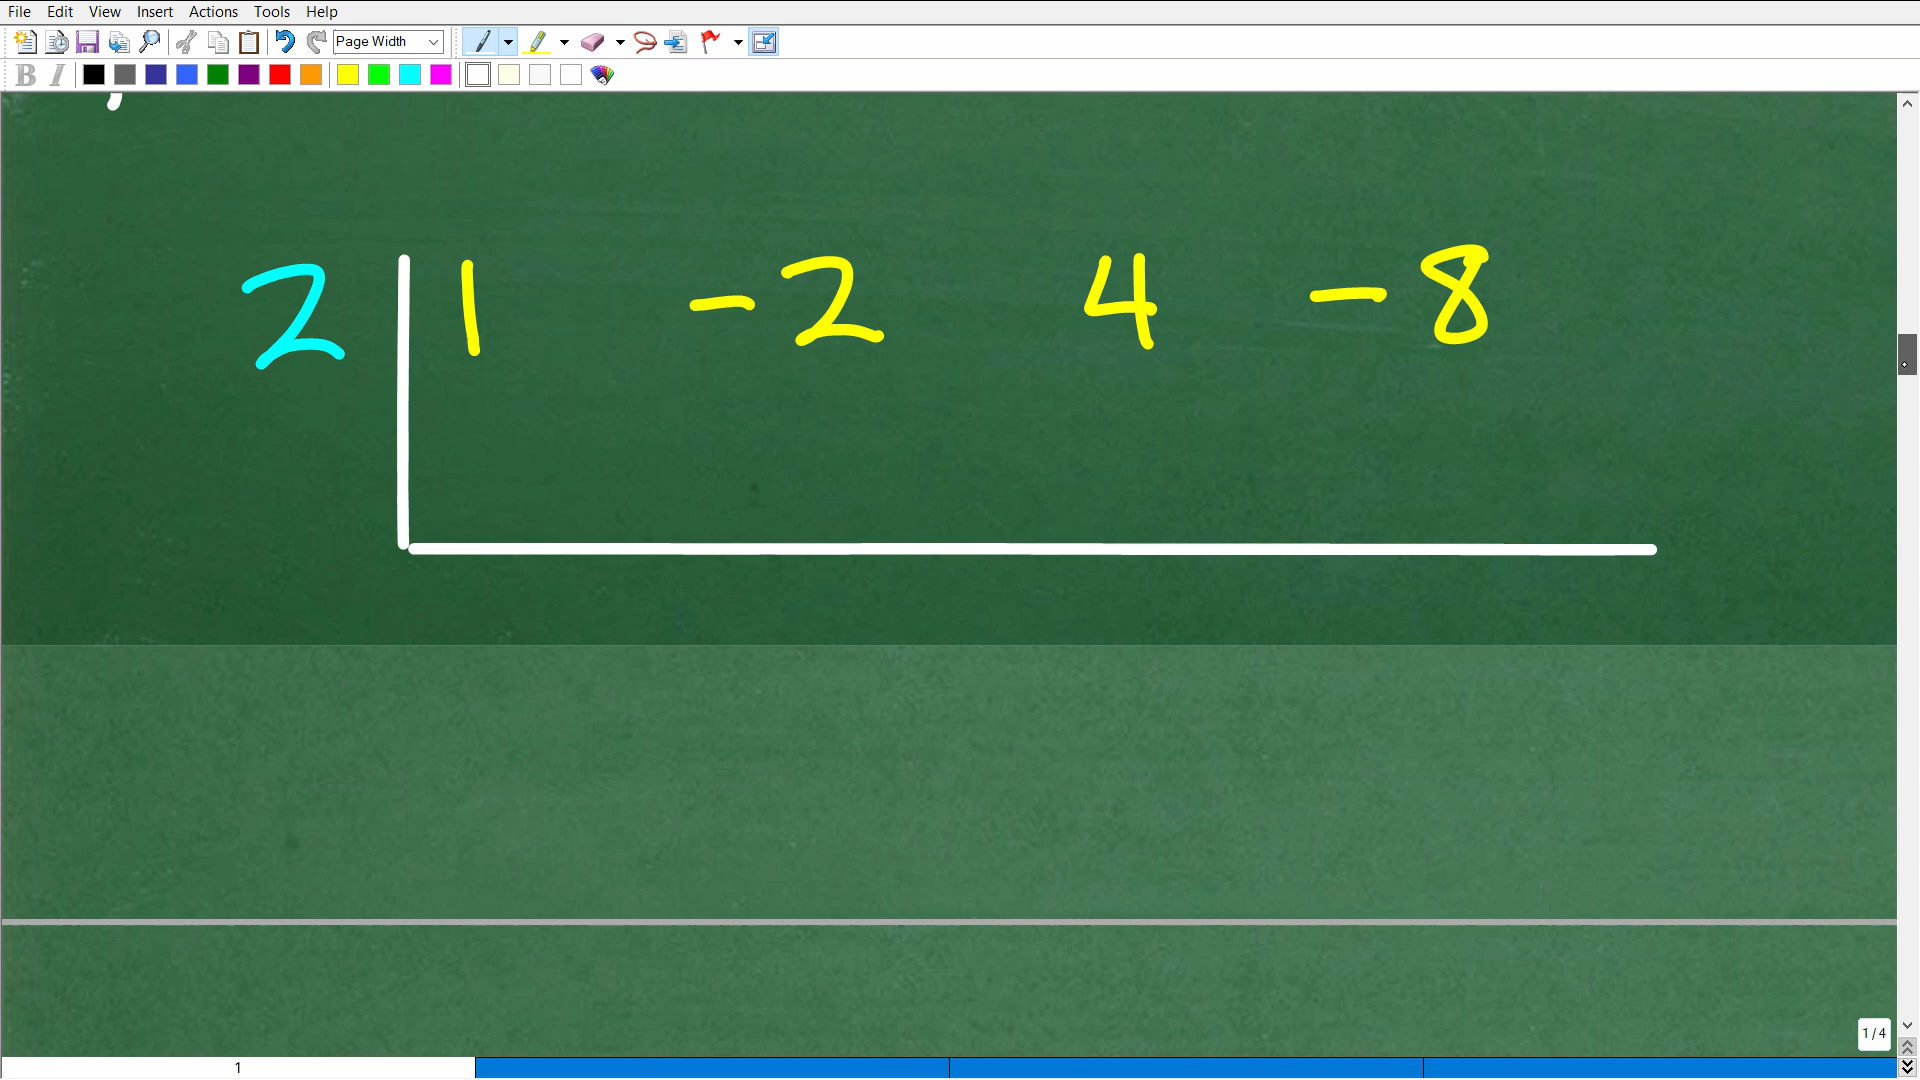 File Edit View Insert Actions Tools Help
Page Width
B I
2 1 -2 4 -8
1/4
1